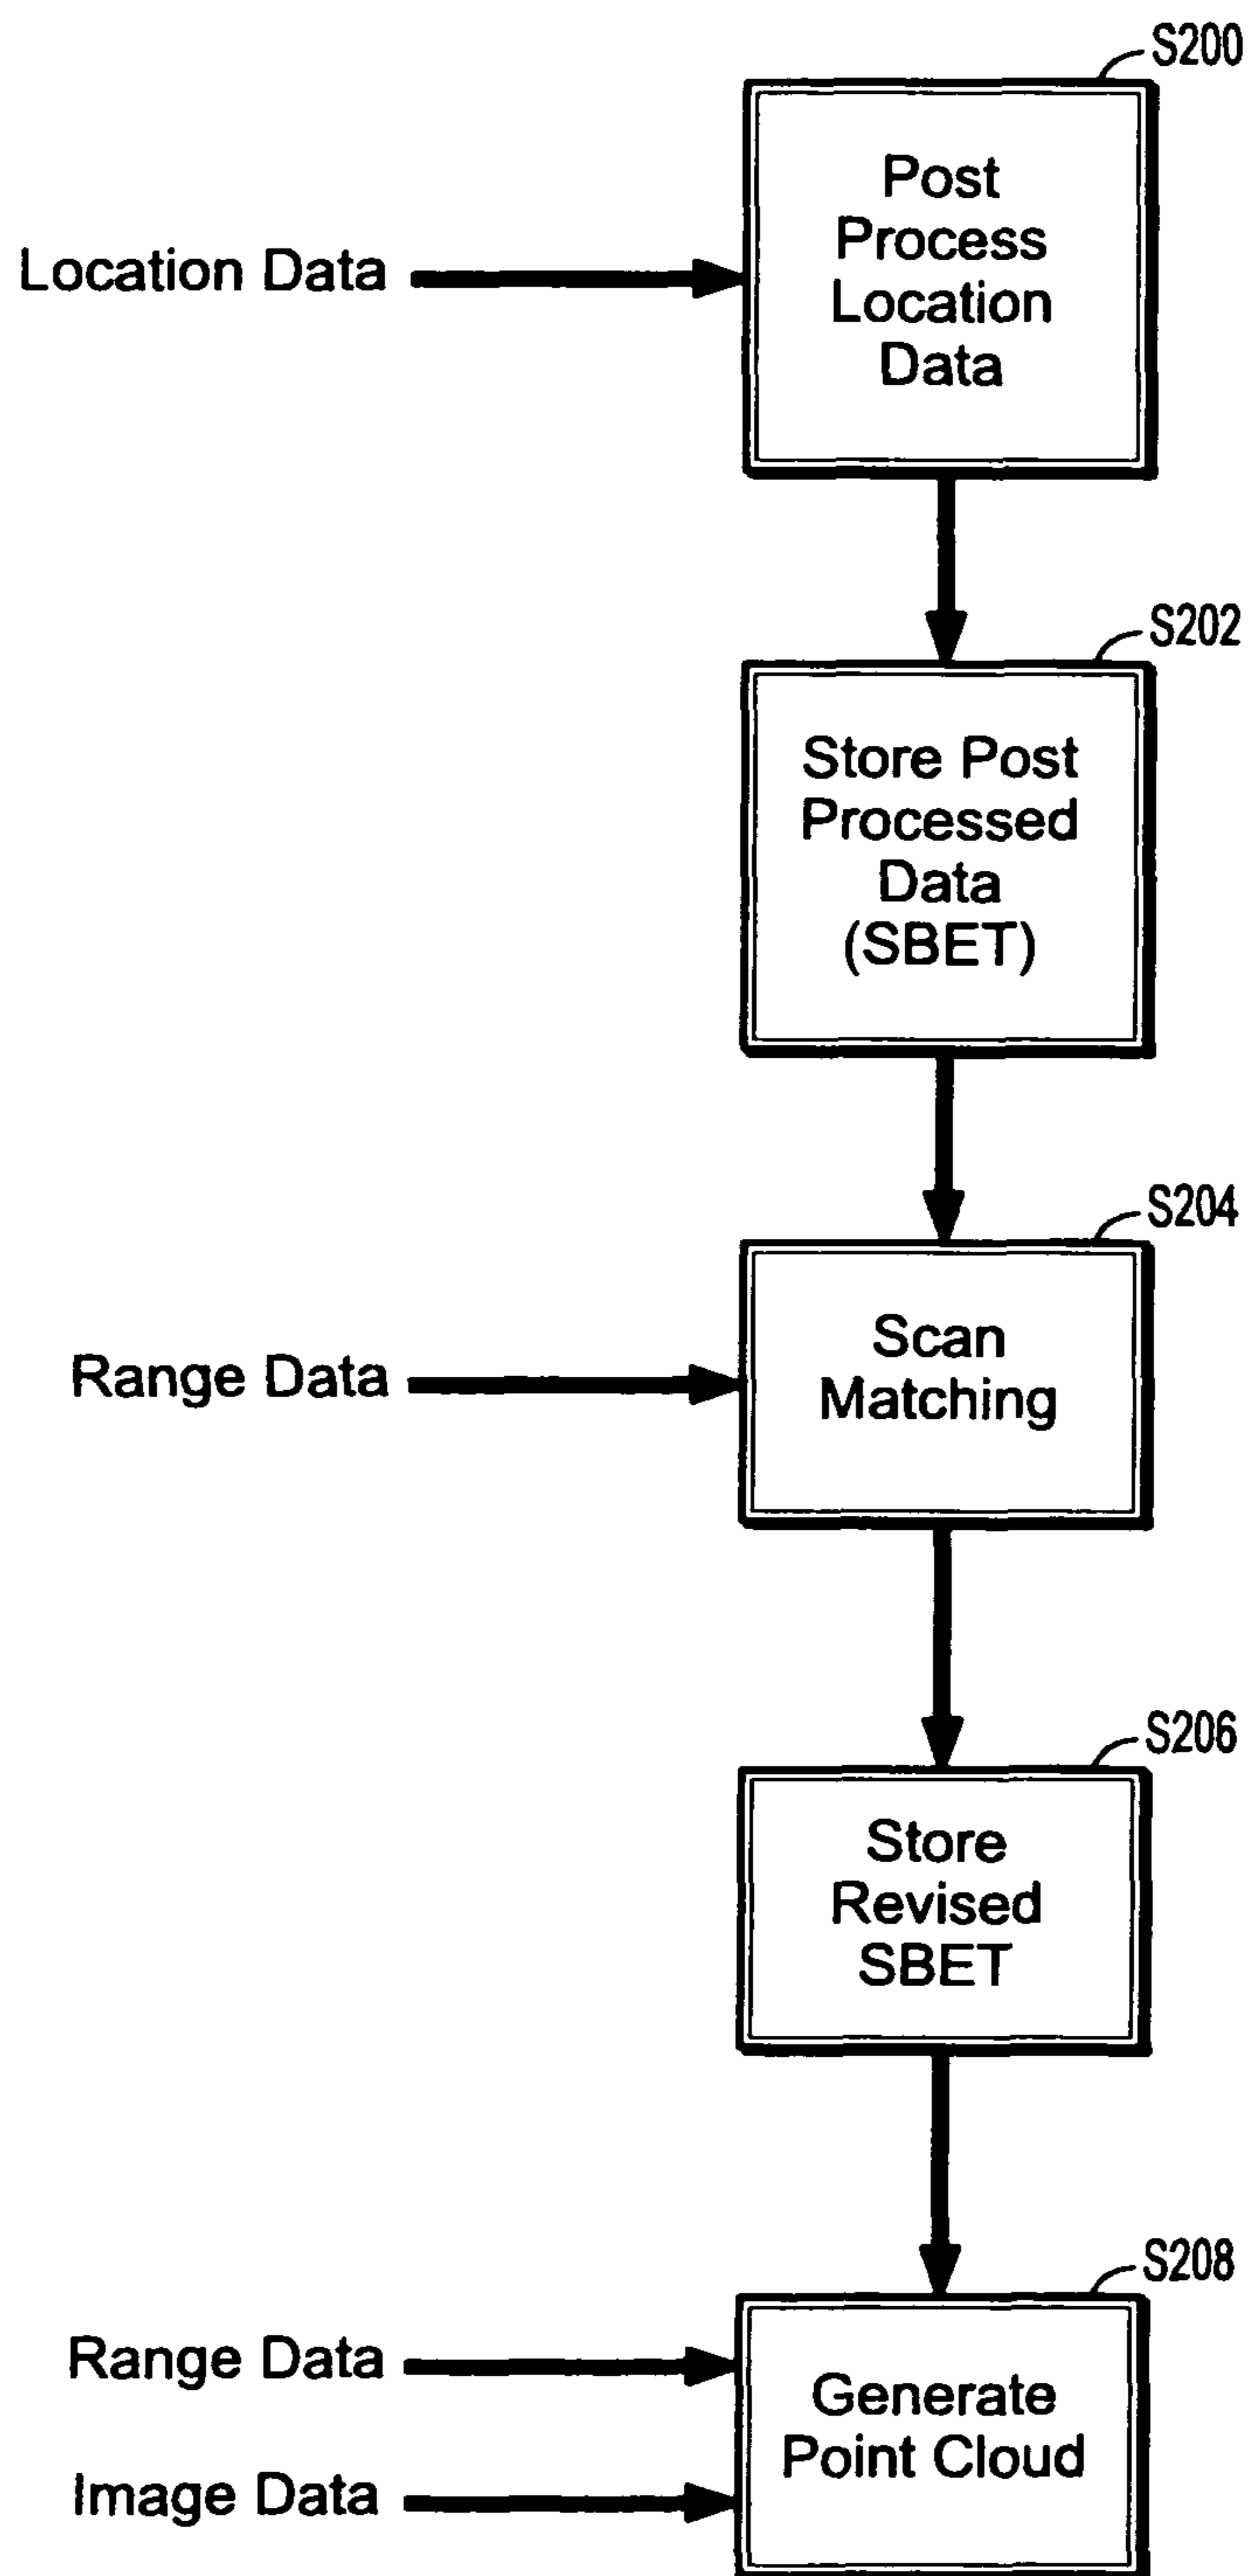 S200
Post
Process
Location
Data
Location Data
S202
Store Post
Processed
Data
(SBET)
S204
Scan
Matching
Range Data
S206
Store
Revised
SBET
S208
Range Data
Generate
Point Cloud
Image Data